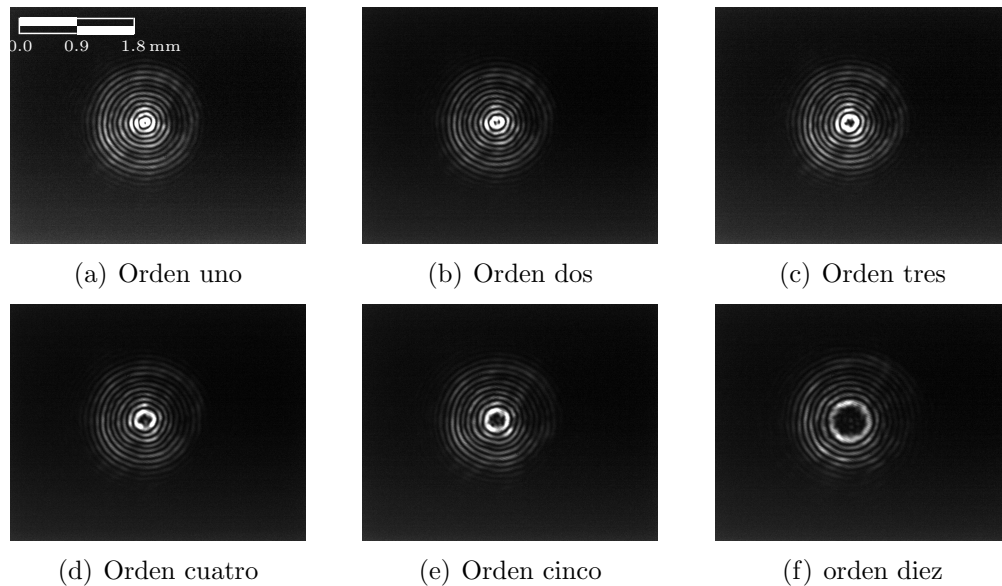 0.0 0.9 1.8 mm
(a) Orden uno
(b) Orden dos
(c) Orden tres
(d) Orden cuatro
(e) Orden cinco
(f) orden diez